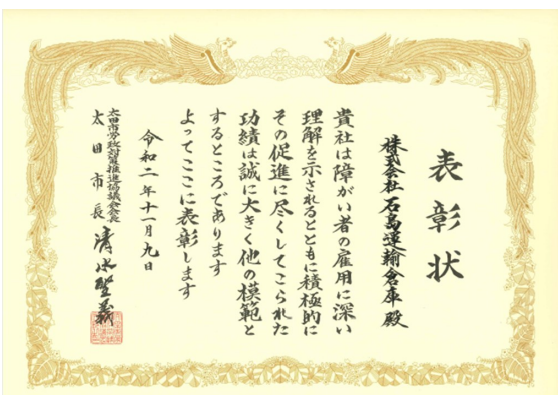 表彰状
株式会社 石島運輸倉庫 殿
貴社は障がい者の雇用に深い
理解を示されるとともに積極的に
その促進に尽くしてこられた
功績は誠に大きく他の模範と
するところであります
よってここに表彰します
令和二年十一月九日
太田市労政対策推進協議会会長
太田市長 清水聖義